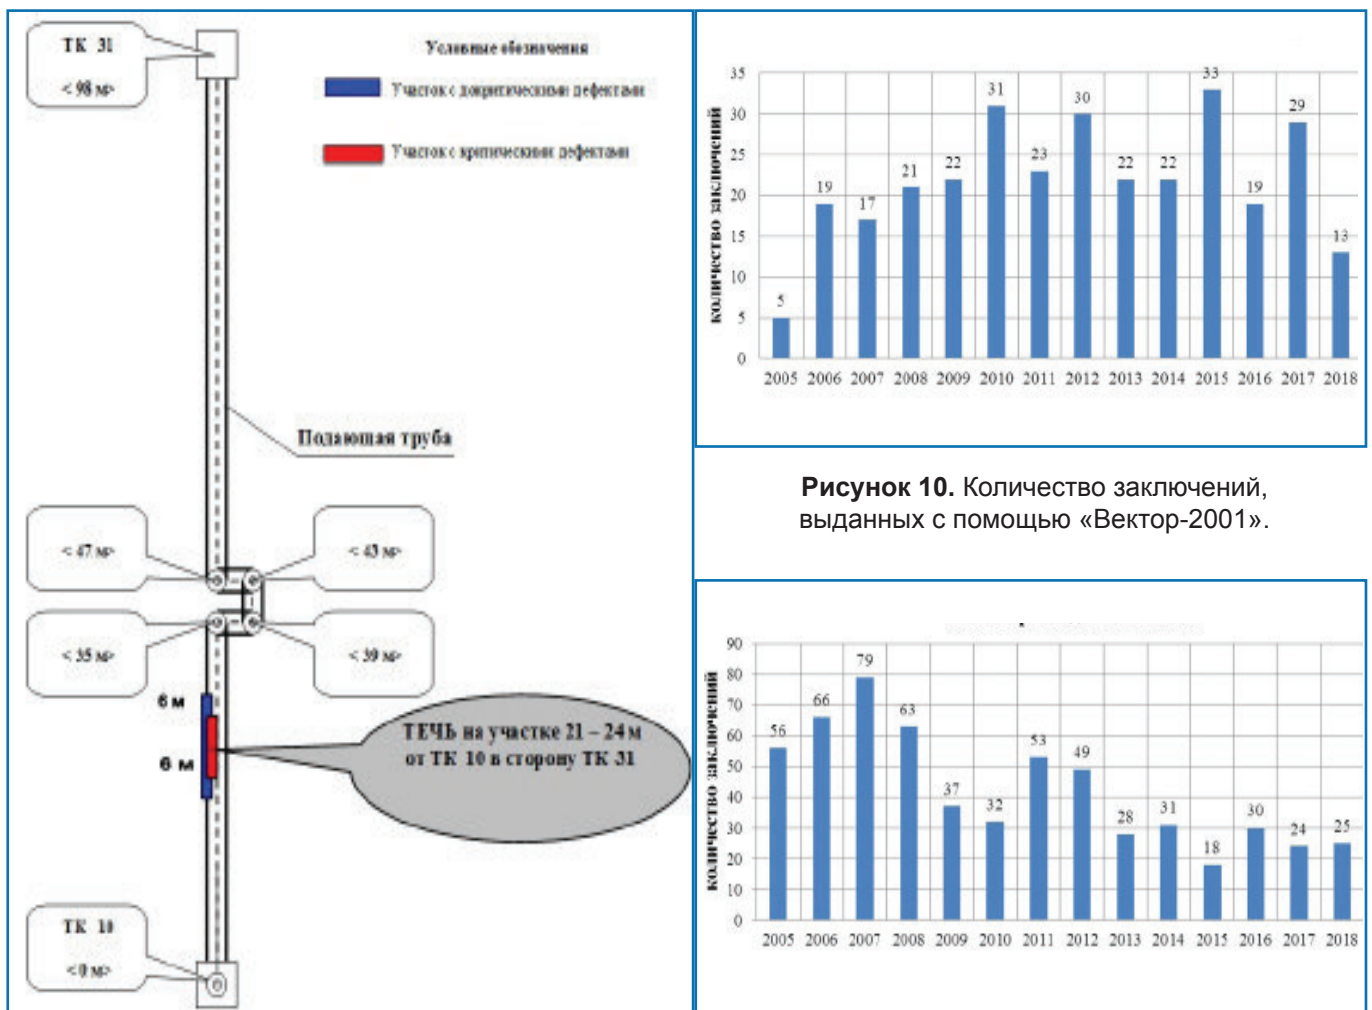 ТК 31
< 98 м>
Условные обозначения
Участок с докритическими дефектами
Участок с критическими дефектами
Подающая труба
< 47 м>
< 43 м>
< 35 м>
< 39 м>
6 м
6 м
ТЕЧЬ на участке 21 – 24 м
от ТК 10 в сторону ТК 31
ТК 10
<0 м>
количество заключений
35
30
25
20
15
10
5
0
5
19
17
21
22
31
23
30
22
22
33
19
29
13
2005 2006 2007 2008 2009 2010 2011 2012 2013 2014 2015 2016 2017 2018
Рисунок 10. Количество заключений,
выданных с помощью «Вектор-2001».
количество заключений
90
80
70
60
50
40
30
20
10
0
56
66
79
63
37
32
53
49
28
31
18
30
24
25
2005 2006 2007 2008 2009 2010 2011 2012 2013 2014 2015 2016 2017 2018